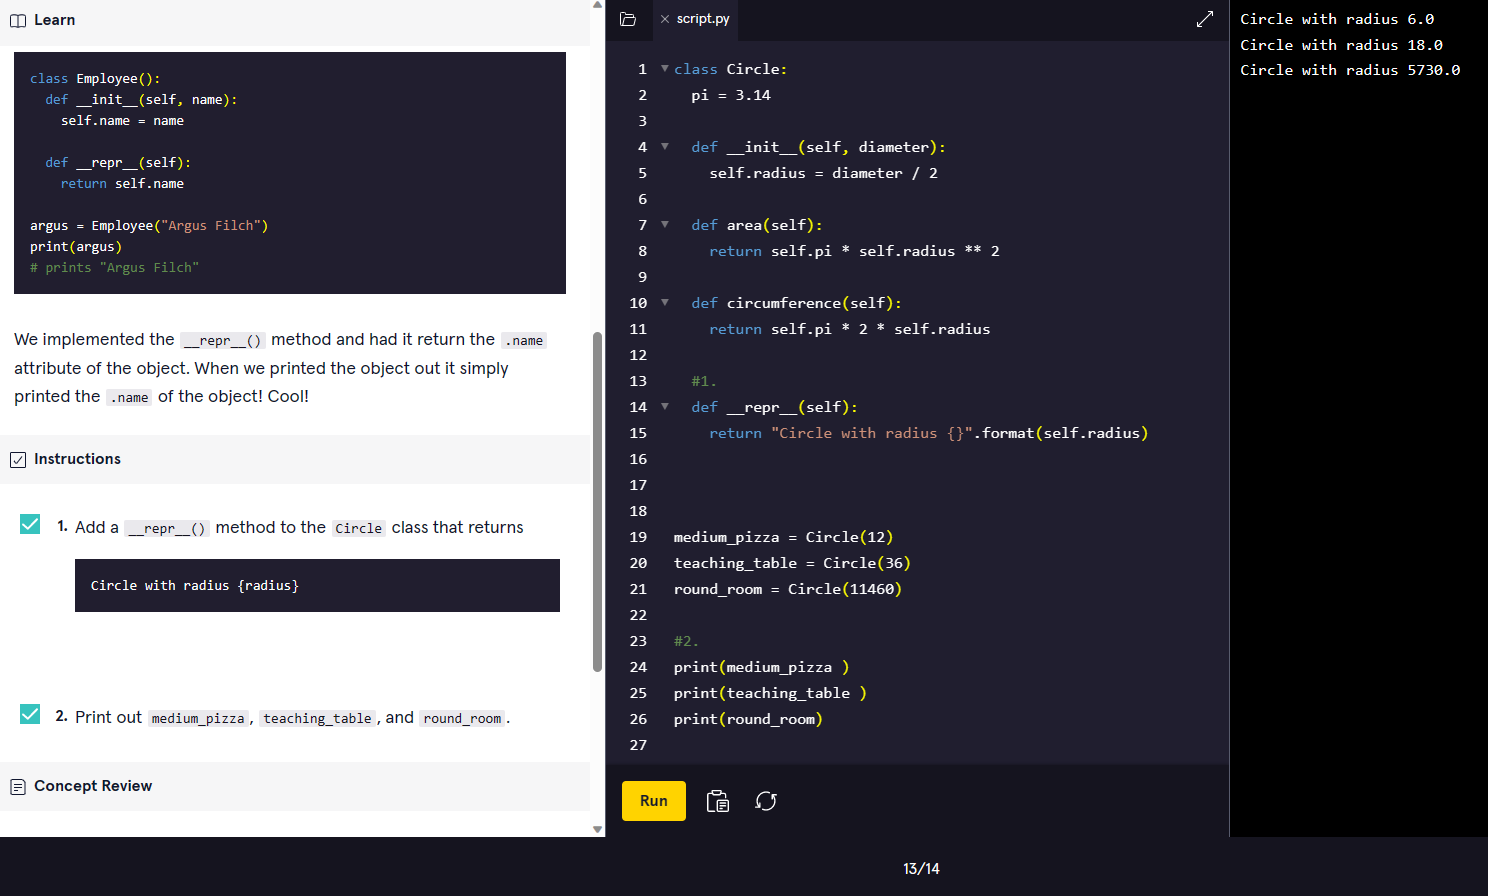 Learn
class Employee():
  def __init__(self, name):
    self.name = name
  def __repr__(self):
    return self.name
argus = Employee("Argus Filch")
print(argus)
# prints "Argus Filch"
We implemented the __repr__() method and had it return the .name
attribute of the object. When we printed the object out it simply
printed the .name of the object! Cool!
Instructions
1. Add a __repr__() method to the Circle class that returns
Circle with radius {radius}
2. Print out medium_pizza, teaching_table, and round_room.
Concept Review
script.py
1 class Circle:
2   pi = 3.14
3
4   def __init__(self, diameter):
5     self.radius = diameter / 2
6
7   def area(self):
8     return self.pi * self.radius ** 2
9
10   def circumference(self):
11     return self.pi * 2 * self.radius
12
13   #1.
14   def __repr__(self):
15     return "Circle with radius {}".format(self.radius)
16
17
18
19 medium_pizza = Circle(12)
20 teaching_table = Circle(36)
21 round_room = Circle(11460)
22
23 #2.
24 print(medium_pizza )
25 print(teaching_table )
26 print(round_room)
27
Run
Circle with radius 6.0
Circle with radius 18.0
Circle with radius 5730.0
13/14